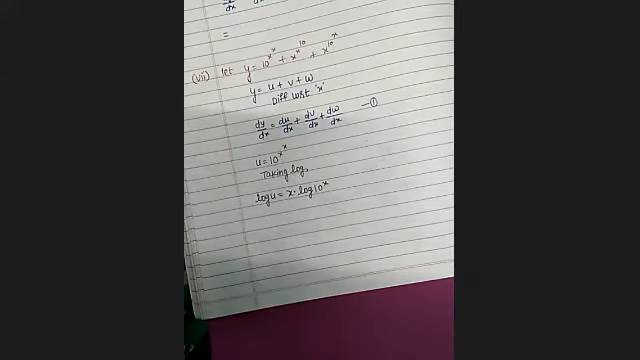 dx
=
(vii) let y = 10^x^x + x^x^10 + x^10^x
y = u + v + w
Diff wrt 'x'
dy/dx = du/dx + dv/dx + dw/dx —①
u = 10^x^x
Taking log,
log u = x · log 10^x